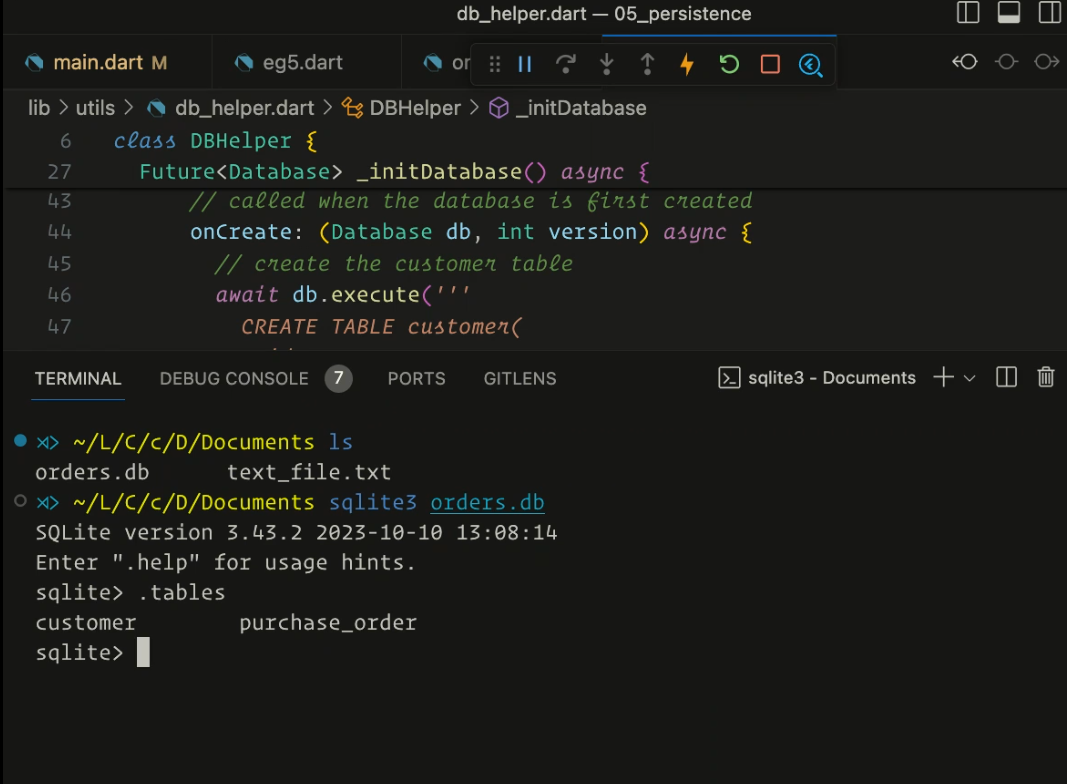 db_helper.dart — 05_persistence
main.dart M eg5.dart or
lib > utils > db_helper.dart > DBHelper > _initDatabase
6 class DBHelper {
27 Future<Database> _initDatabase() async {
43 // called when the database is first created
44 onCreate: (Database db, int version) async {
45 // create the customer table
46 await db.execute('''
47 CREATE TABLE customer(
TERMINAL DEBUG CONSOLE 7 PORTS GITLENS sqlite3 - Documents
~/L/C/c/D/Documents ls
orders.db text_file.txt
~/L/C/c/D/Documents sqlite3 orders.db
SQLite version 3.43.2 2023-10-10 13:08:14
Enter ".help" for usage hints.
sqlite> .tables
customer purchase_order
sqlite>